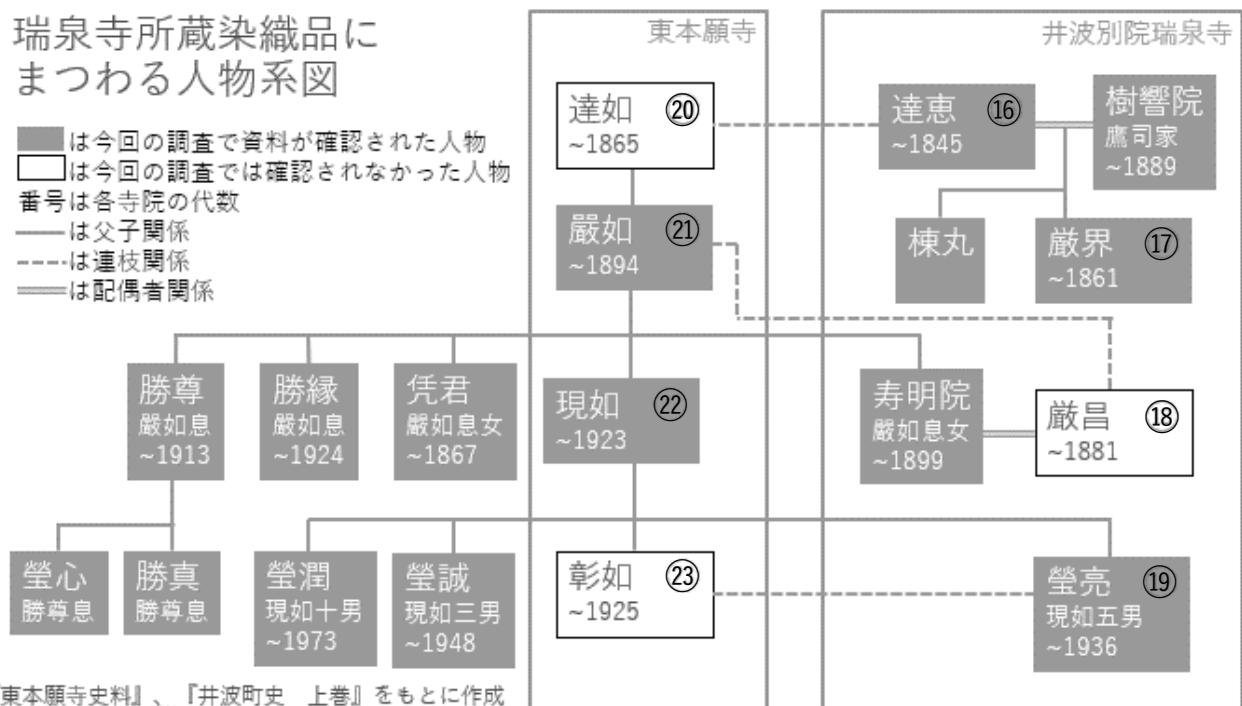 瑞泉寺所蔵染織品に
まつわる人物系図
は今回の調査で資料が確認された人物
は今回の調査では確認されなかった人物
番号は各寺院の代数
は父子関係
は連枝関係
は配偶者関係
東本願寺
井波別院瑞泉寺
達如 ⑳
~1865
達恵 ⑯
~1845
樹響院
鷹司家
~1889
嚴如 ㉑
~1894
棟丸
厳界 ⑰
~1861
勝尊
嚴如息
~1913
勝縁
嚴如息
~1924
凭君
嚴如息女
~1867
現如 ㉒
~1923
寿明院
嚴如息女
~1899
厳昌 ⑱
~1881
瑩心
勝尊息
勝真
勝尊息
瑩潤
現如十男
~1973
瑩誠
現如三男
~1948
彰如 ㉓
~1925
瑩亮 ⑲
現如五男
~1936
東本願寺史料』、『井波町史 上巻』をもとに作成